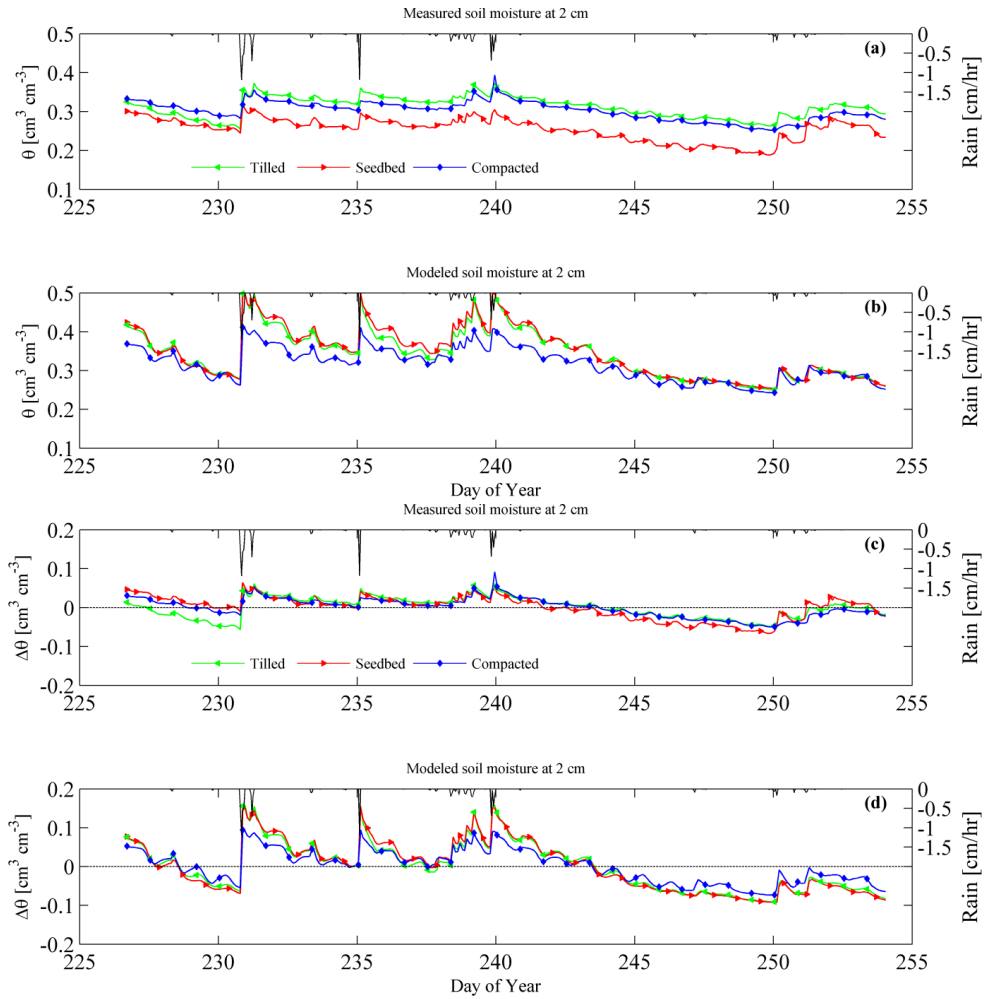 Measured soil moisture at 2 cm
0.5
0.4
0.3
0.2
0.1
θ [cm³ cm⁻³]
(a)
0
-0.5
-1
-1.5
Rain [cm/hr]
Tilled Seedbed Compacted
225 230 235 240 245 250 255
Modeled soil moisture at 2 cm
0.5
0.4
0.3
0.2
0.1
θ [cm³ cm⁻³]
(b)
0
-0.5
-1
-1.5
Rain [cm/hr]
225 230 235 240 245 250 255
Day of Year
Measured soil moisture at 2 cm
0.2
0.1
0
-0.1
-0.2
Δθ [cm³ cm⁻³]
(c)
0
-0.5
-1
-1.5
Rain [cm/hr]
Tilled Seedbed Compacted
225 230 235 240 245 250 255
Modeled soil moisture at 2 cm
0.2
0.1
0
-0.1
-0.2
Δθ [cm³ cm⁻³]
(d)
0
-0.5
-1
-1.5
Rain [cm/hr]
225 230 235 240 245 250 255
Day of Year